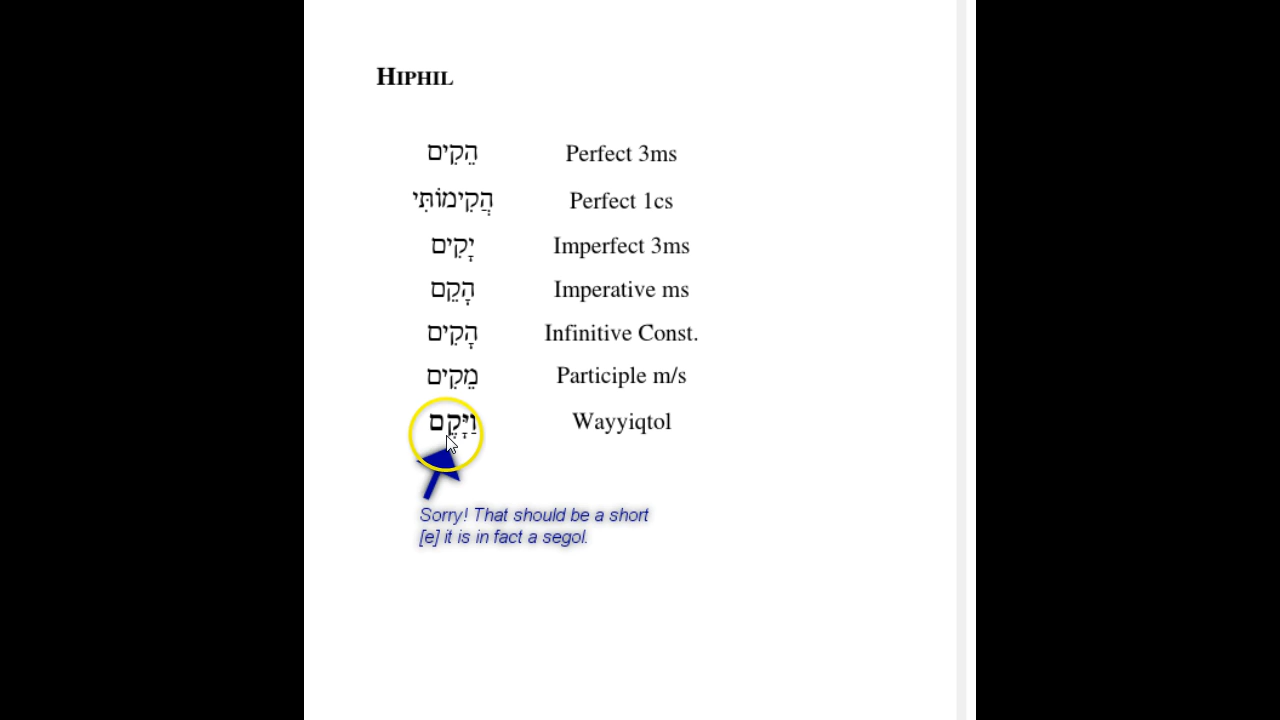 HIPHIL
הֵקִים Perfect 3ms
הֲקִימוֹתִּי Perfect 1cs
יָקִים Imperfect 3ms
הָקֵם Imperative ms
הָקִים Infinitive Const.
מֵקִים Participle m/s
וַיָּקֶם Wayyiqtol
Sorry! That should be a short
[e] it is in fact a segol.